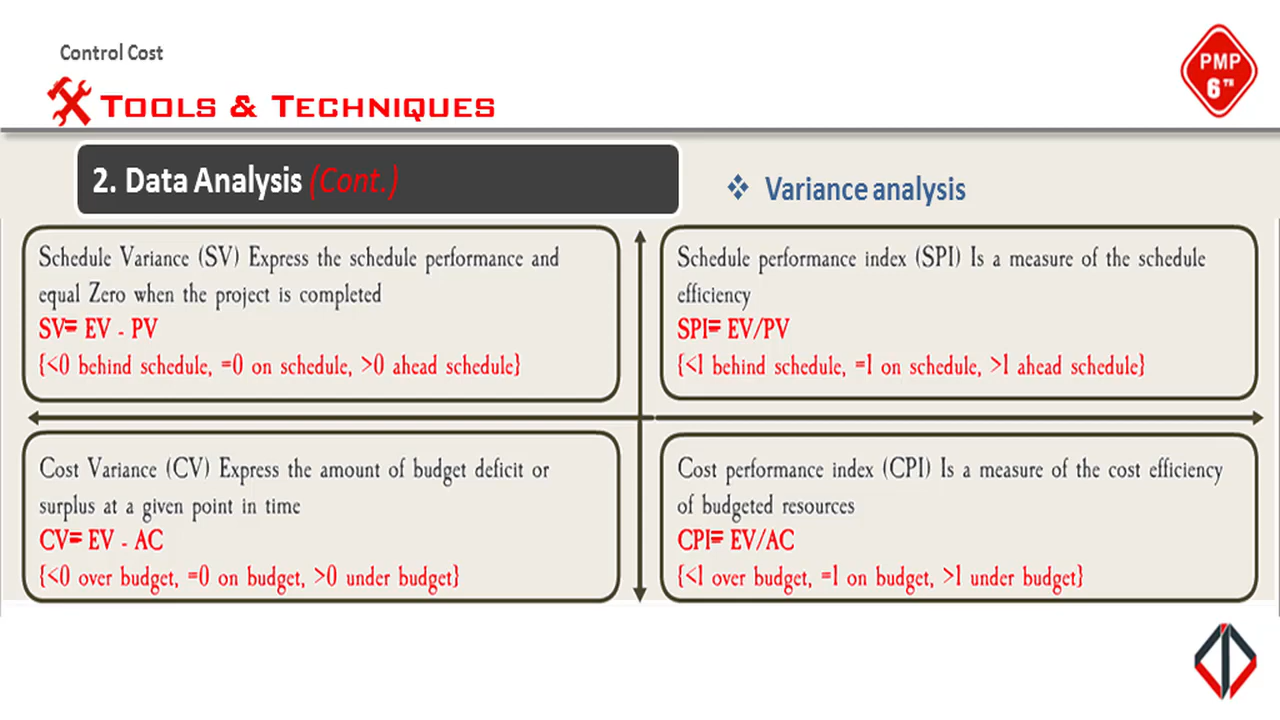 Control Cost
PMP
6TH
TOOLS & TECHNIQUES
2. Data Analysis (Cont.)
❖ Variance analysis
Schedule Variance (SV) Express the schedule performance and
equal Zero when the project is completed
SV= EV - PV
{<0 behind schedule, =0 on schedule, >0 ahead schedule}
Schedule performance index (SPI) Is a measure of the schedule
efficiency
SPI= EV/PV
{<1 behind schedule, =1 on schedule, >1 ahead schedule}
Cost Variance (CV) Express the amount of budget deficit or
surplus at a given point in time
CV= EV - AC
{<0 over budget, =0 on budget, >0 under budget}
Cost performance index (CPI) Is a measure of the cost efficiency
of budgeted resources
CPI= EV/AC
{<1 over budget, =1 on budget, >1 under budget}